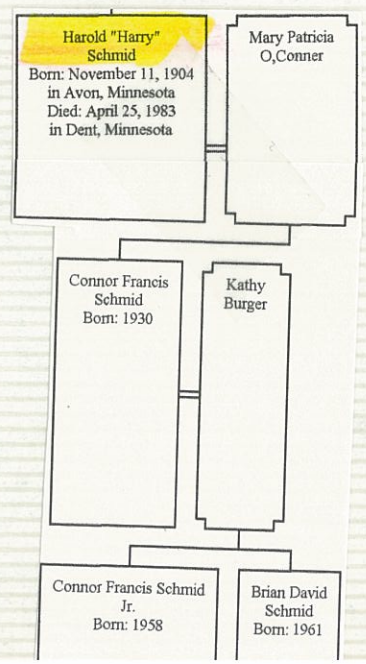 Harold "Harry"
Schmid
Born: November 11, 1904
in Avon, Minnesota
Died: April 25, 1983
in Dent, Minnesota
Mary Patricia
O,Conner
Connor Francis
Schmid
Born: 1930
Kathy
Burger
Connor Francis Schmid
Jr.
Born: 1958
Brian David
Schmid
Born: 1961